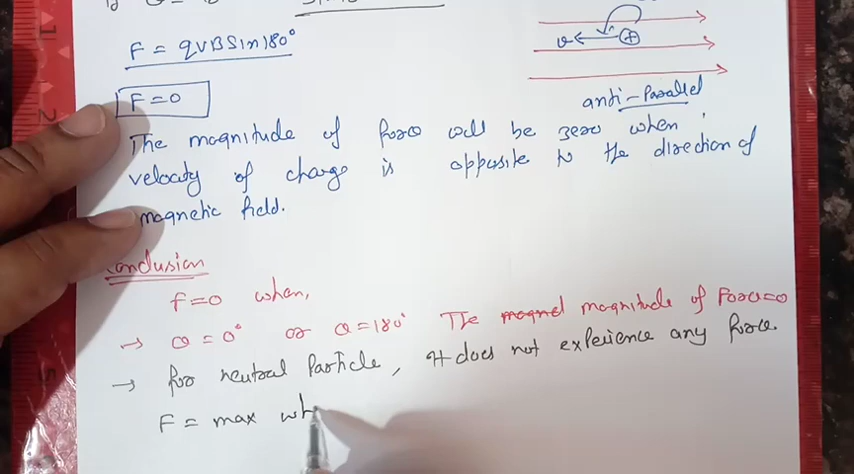 F = qVBSin180°
F=0
v
+
anti-Parallel
The magnitude of force will be zero when
velocity of charge is opposite to the direction of
magnetic field.
Conclusion
F=0 when,
→ θ = 0° or θ=180° The magnitude of Force=0
→ for neutral Particle, It does not experience any force.
F = max wh